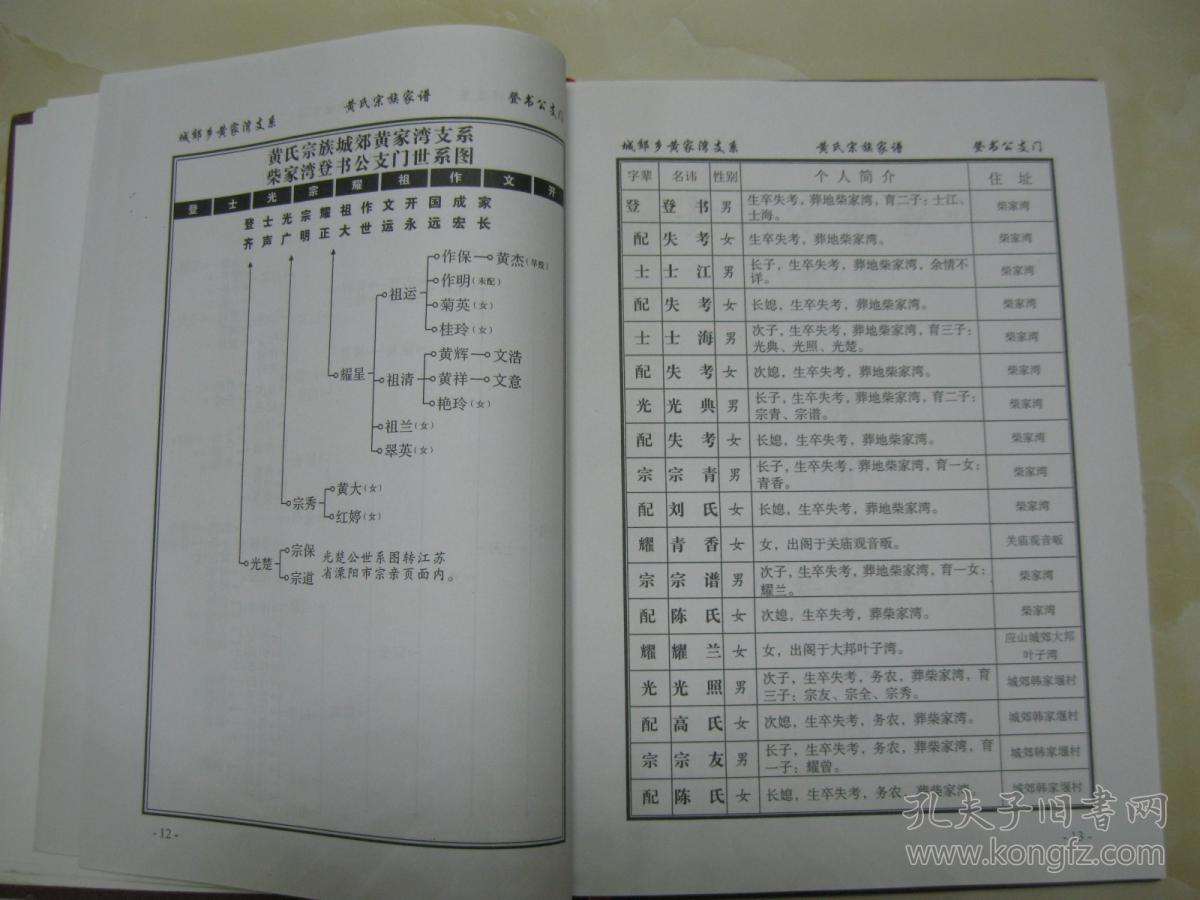 城郊乡黄家湾支系 黄氏宗族家谱 登书公支门
黄氏宗族城郊黄家湾支系
柴家湾登书公支门世系图
登 士 光 宗 耀 祖 作 文 开
登士光宗耀祖作文开国成家
齐声广明正大世运永远宏长
作保 黄杰(早殁)
作明(未配)
祖运
菊英(女)
桂玲(女)
黄辉 文浩
耀星 祖清 黄祥 文意
艳玲(女)
祖兰(女)
翠英(女)
黄大(女)
宗秀
红婷(女)
宗保
光楚
宗道
光楚公世系图转江苏
省溧阳市宗亲页面内。
- 12 -
城郊乡黄家湾支系 黄氏宗族家谱 登书公支门
字辈 名讳 性别 个人简介 住址
登 登书 男 生卒失考，葬地柴家湾，育二子：士江、
士海。 柴家湾
配 失考 女 生卒失考，葬地柴家湾。 柴家湾
士 士江 男 长子，生卒失考，葬地柴家湾，余情不
详。 柴家湾
配 失考 女 长媳，生卒失考，葬地柴家湾。 柴家湾
士 士海 男 次子，生卒失考，葬地柴家湾，育三子：
光典、光照、光楚。 柴家湾
配 失考 女 次媳，生卒失考，葬地柴家湾。 柴家湾
光 光典 男 长子，生卒失考，葬地柴家湾，育二子：
宗青、宗谱。 柴家湾
配 失考 女 长媳，生卒失考，葬地柴家湾。 柴家湾
宗 宗青 男 长子，生卒失考，葬地柴家湾，育一女：
青香。 柴家湾
配 刘氏 女 长媳，生卒失考，葬地柴家湾。 柴家湾
耀 青香 女 女，出阁于关庙观音畈。 关庙观音畈
宗 宗谱 男 次子，生卒失考，葬地柴家湾，育一女：
耀兰。 柴家湾
配 陈氏 女 次媳，生卒失考，葬柴家湾。 柴家湾
耀 耀兰 女 女，出阁于大邦叶子湾。 应山城郊大邦
叶子湾
光 光照 男 次子，生卒失考，务农，葬柴家湾，育
三子：宗友、宗全、宗秀。 城郊韩家堰村
配 高氏 女 次媳，生卒失考，务农，葬柴家湾。 城郊韩家堰村
宗 宗友 男 长子，生卒失考，务农，葬柴家湾，育
一子：耀曾。 城郊韩家堰村
配 陈氏 女 长媳，生卒失考，务农，葬柴家湾。 城郊韩家堰村
- 13 -
孔夫子旧书网
www.kongfz.com